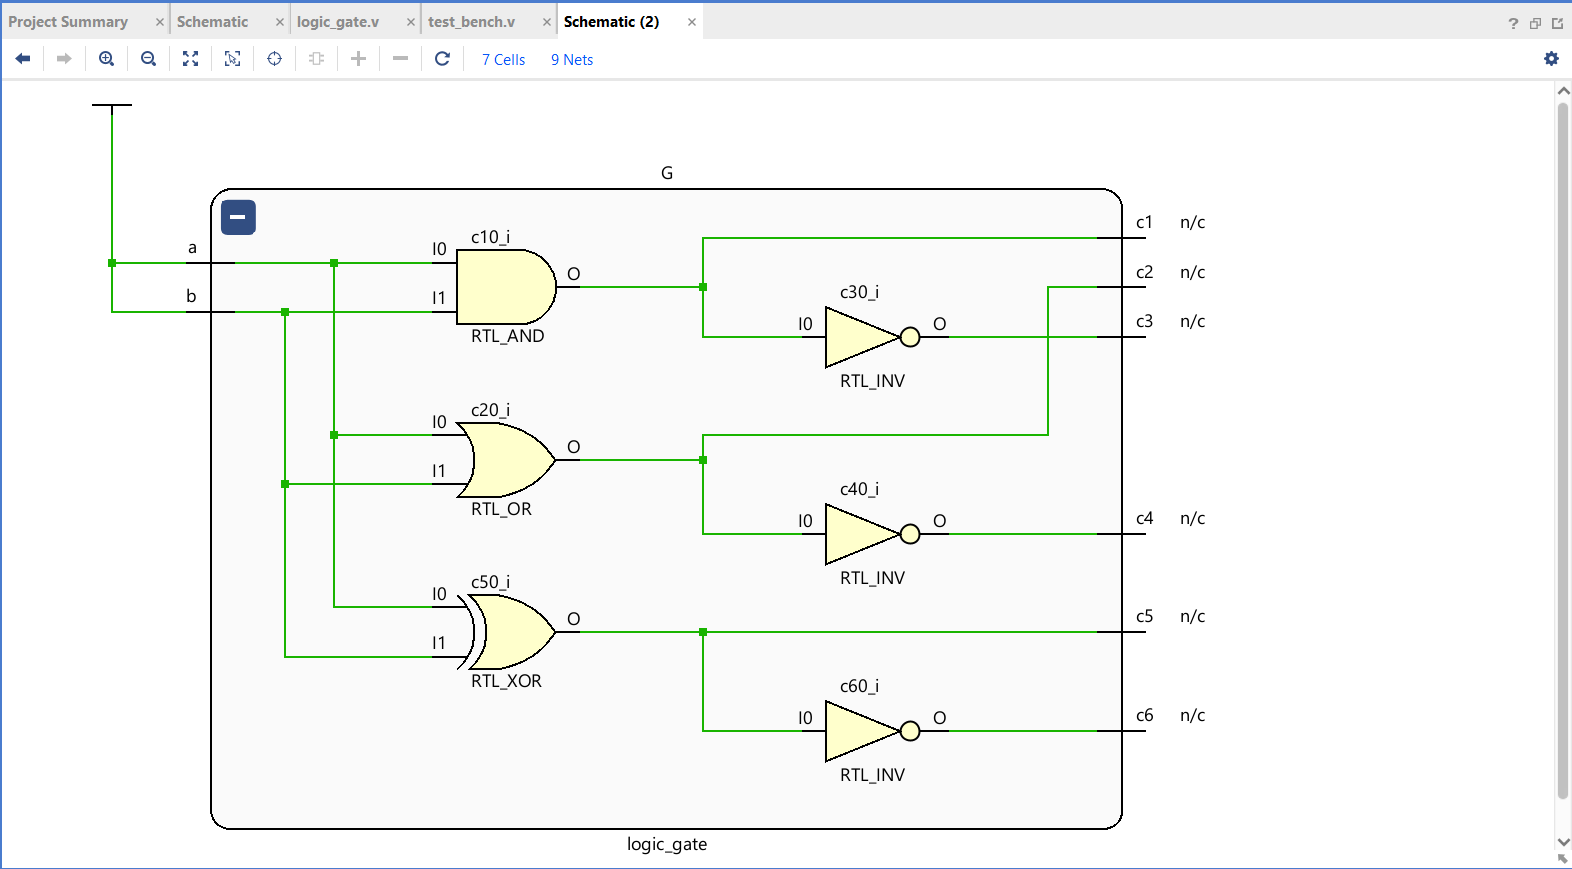 Project Summary × Schematic × logic_gate.v × test_bench.v × Schematic (2) × ?
7 Cells 9 Nets
G
a
b
I0 c10_i
I1 O
RTL_AND
c1 n/c
c2 n/c
c3 n/c
c30_i
I0 O
RTL_INV
c20_i
I0
I1 O
RTL_OR
c40_i
I0 O
RTL_INV
c4 n/c
c50_i
I0
I1 O
RTL_XOR
c5 n/c
c60_i
I0 O
RTL_INV
c6 n/c
logic_gate